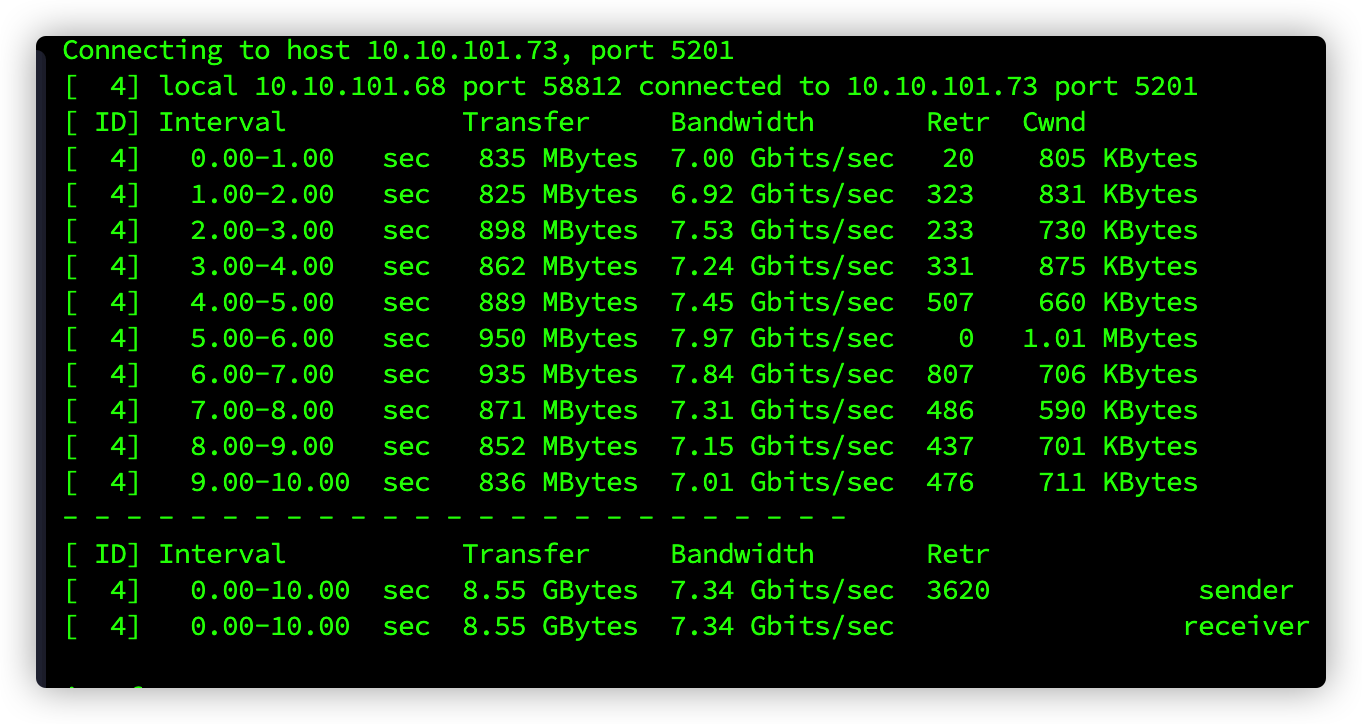 Connecting to host 10.10.101.73, port 5201
[  4] local 10.10.101.68 port 58812 connected to 10.10.101.73 port 5201
[ ID] Interval           Transfer     Bandwidth       Retr  Cwnd
[  4]   0.00-1.00   sec   835 MBytes  7.00 Gbits/sec   20    805 KBytes
[  4]   1.00-2.00   sec   825 MBytes  6.92 Gbits/sec  323    831 KBytes
[  4]   2.00-3.00   sec   898 MBytes  7.53 Gbits/sec  233    730 KBytes
[  4]   3.00-4.00   sec   862 MBytes  7.24 Gbits/sec  331    875 KBytes
[  4]   4.00-5.00   sec   889 MBytes  7.45 Gbits/sec  507    660 KBytes
[  4]   5.00-6.00   sec   950 MBytes  7.97 Gbits/sec    0   1.01 MBytes
[  4]   6.00-7.00   sec   935 MBytes  7.84 Gbits/sec  807    706 KBytes
[  4]   7.00-8.00   sec   871 MBytes  7.31 Gbits/sec  486    590 KBytes
[  4]   8.00-9.00   sec   852 MBytes  7.15 Gbits/sec  437    701 KBytes
[  4]   9.00-10.00  sec   836 MBytes  7.01 Gbits/sec  476    711 KBytes
- - - - - - - - - - - - - - - - - - - - - - - - -
[ ID] Interval           Transfer     Bandwidth       Retr
[  4]   0.00-10.00  sec  8.55 GBytes  7.34 Gbits/sec  3620             sender
[  4]   0.00-10.00  sec  8.55 GBytes  7.34 Gbits/sec                  receiver